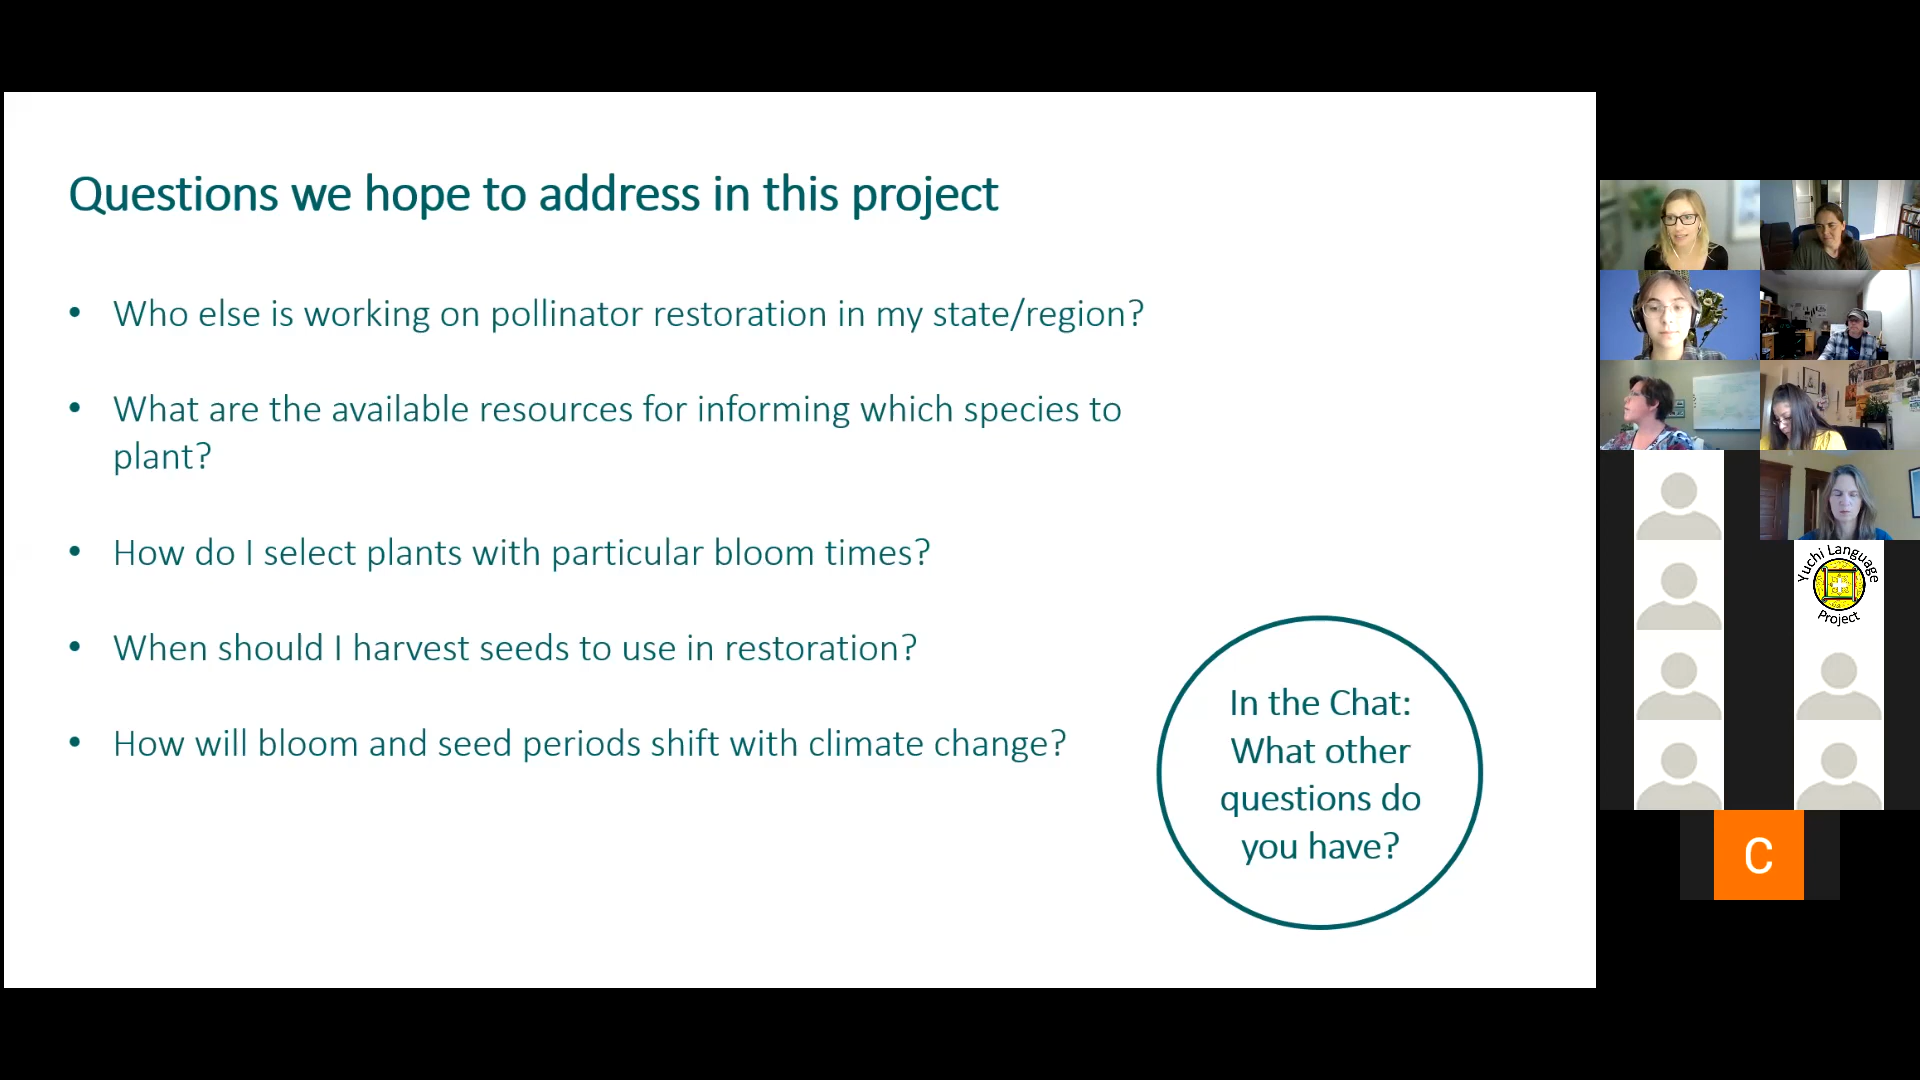 Questions we hope to address in this project
• Who else is working on pollinator restoration in my state/region?
• What are the available resources for informing which species to
plant?
• How do I select plants with particular bloom times?
• When should I harvest seeds to use in restoration?
• How will bloom and seed periods shift with climate change?
In the Chat:
What other
questions do
you have?
Yuchi Language
Project
C